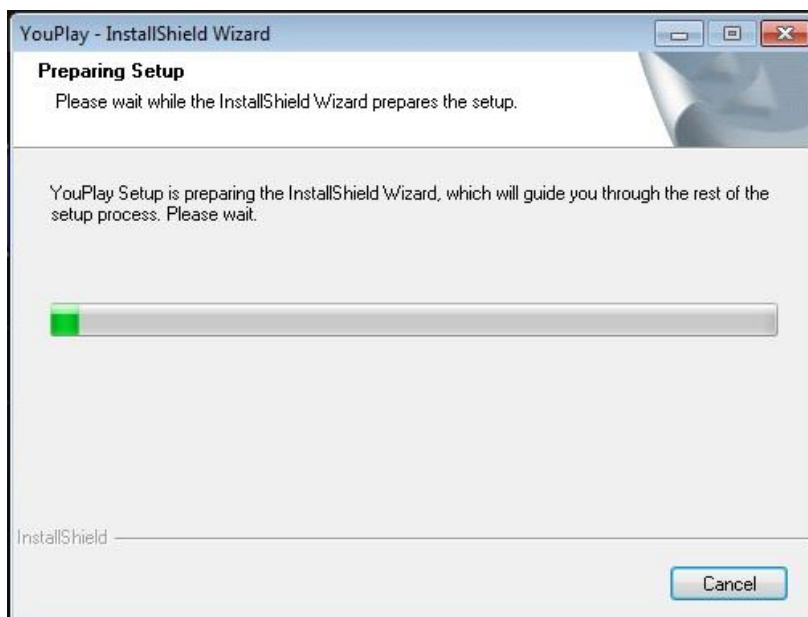 YouPlay - InstallShield Wizard
Preparing Setup
Please wait while the InstallShield Wizard prepares the setup.
YouPlay Setup is preparing the InstallShield Wizard, which will guide you through the rest of the
setup process. Please wait.
InstallShield
Cancel